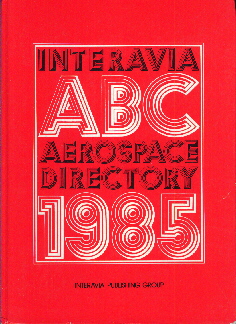 INTERAVIA
ABC
AEROSPACE
DIRECTORY
1985
INTERAVIA PUBLISHING GROUP